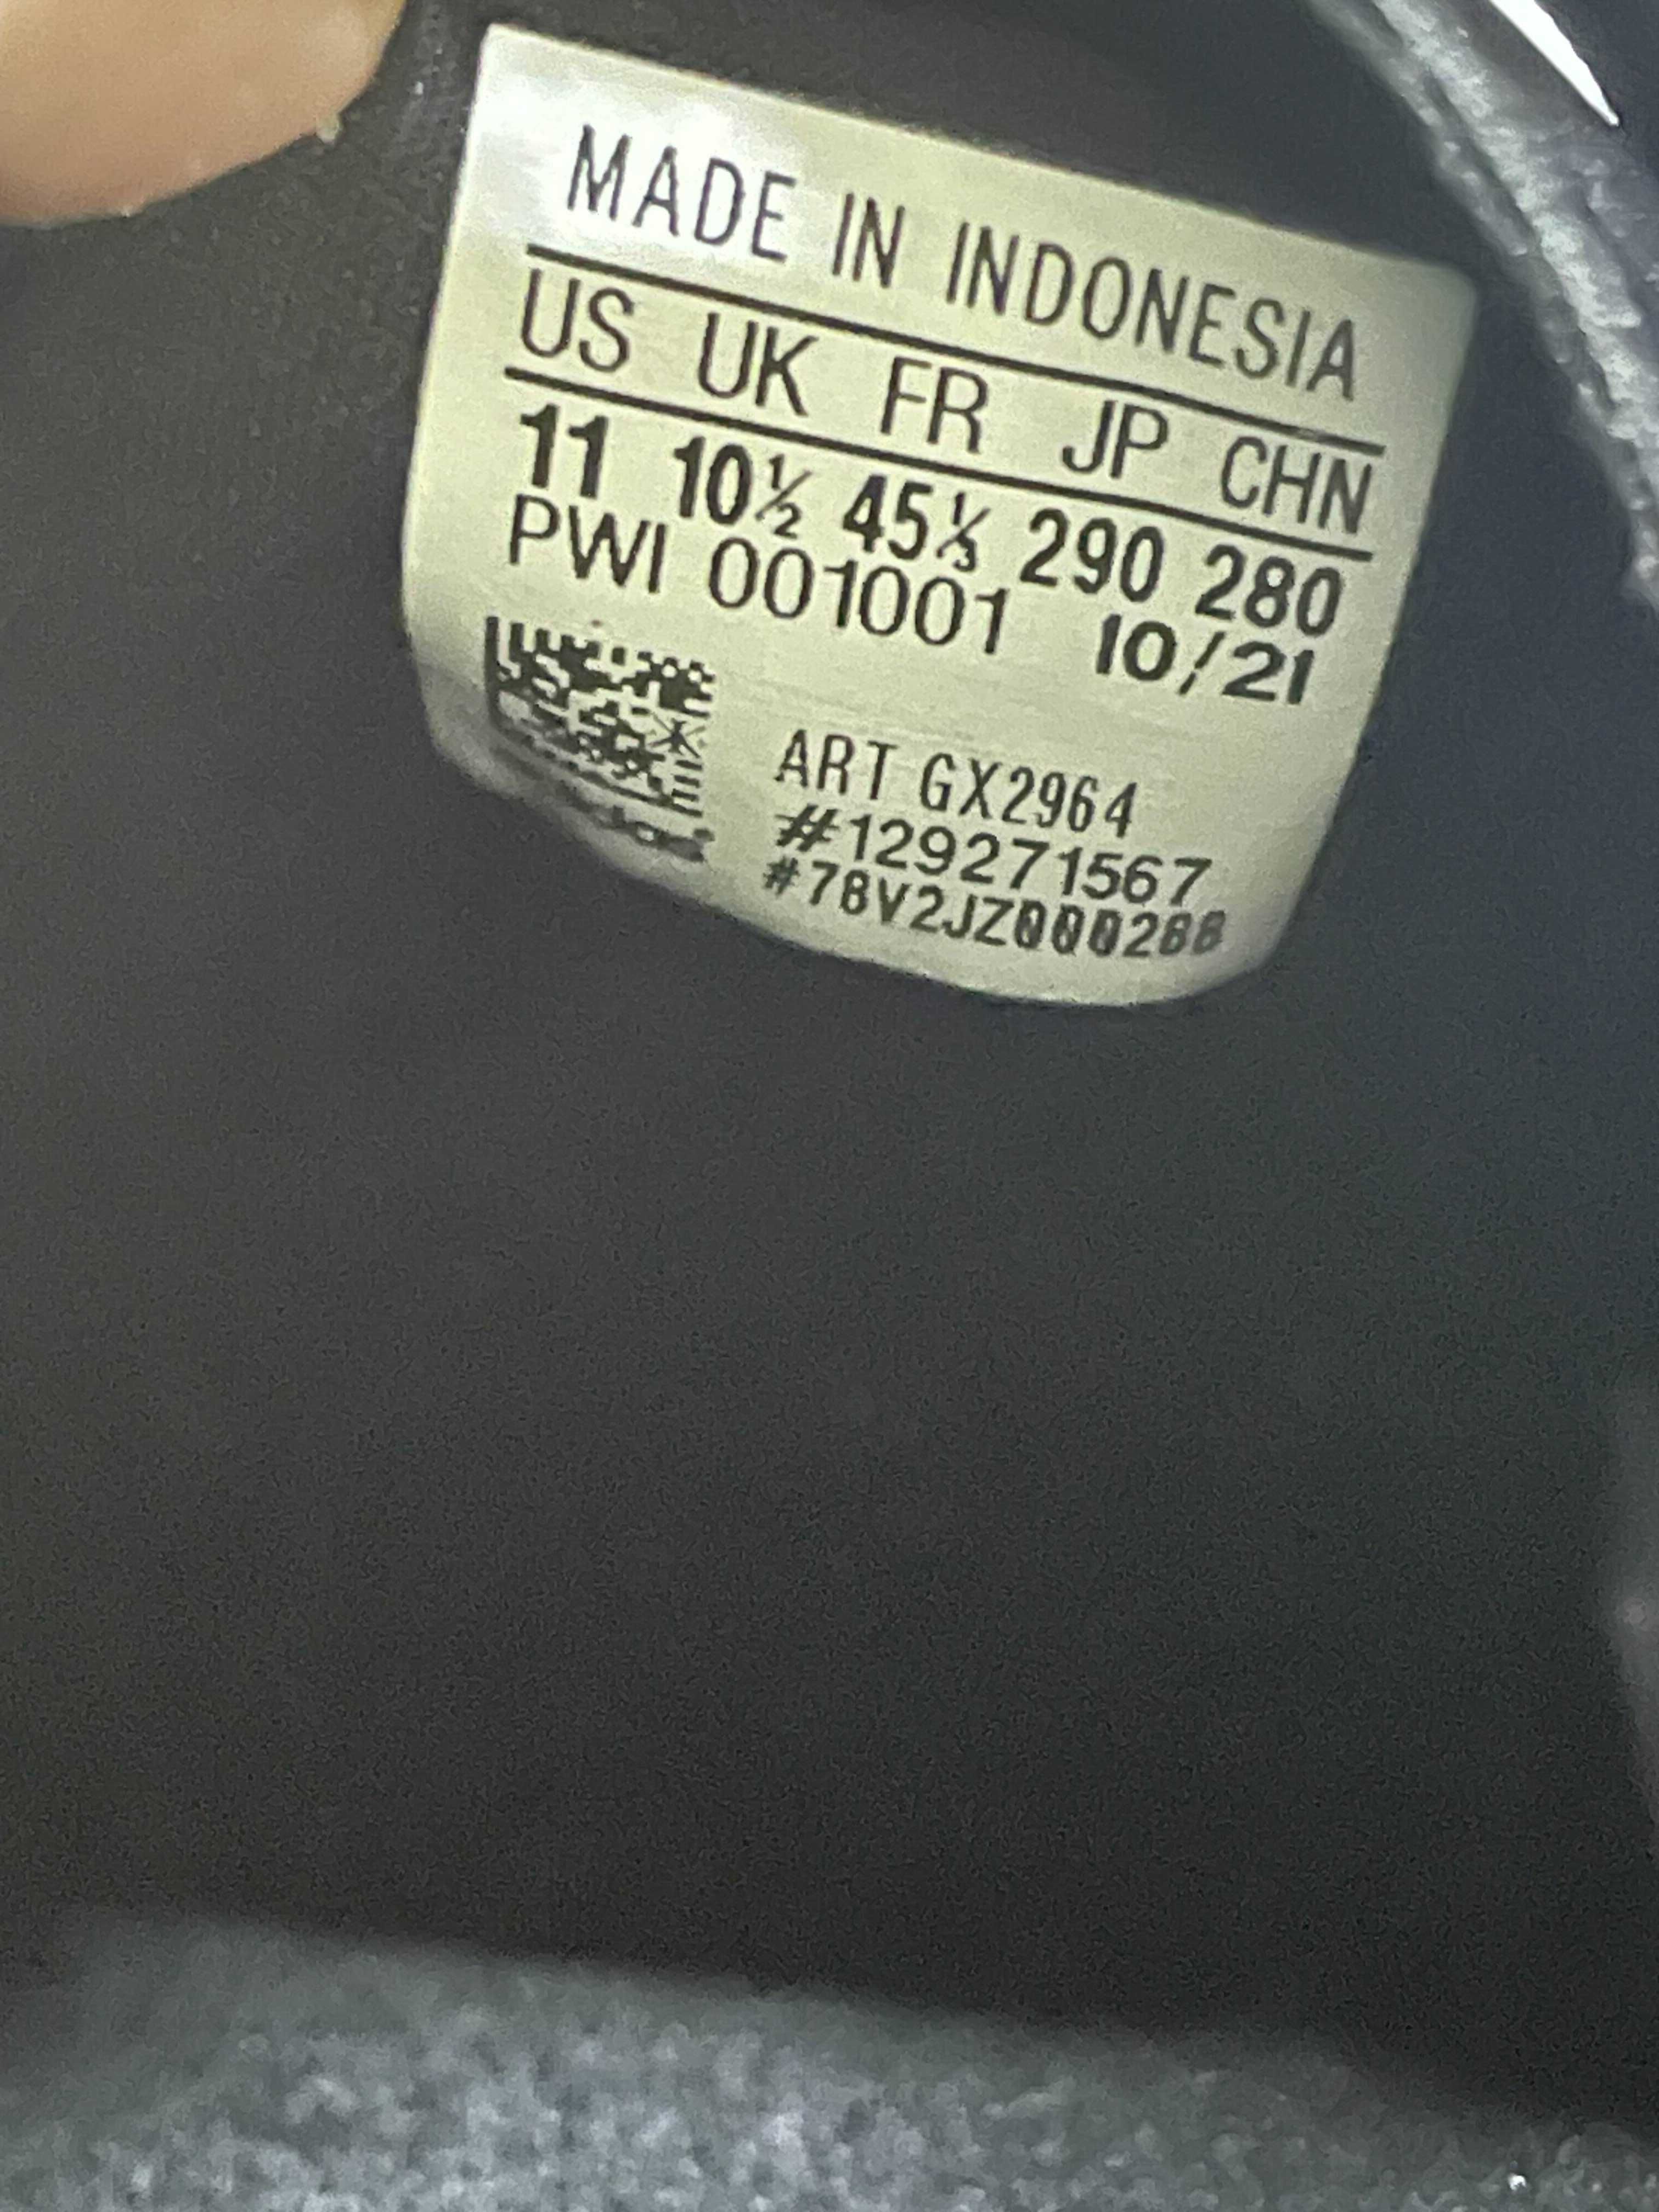 MADE IN INDONESIA
US UK FR JP CHN
11 10½ 45⅓ 290 280
PWI 001001 10/21
ART GX2964
#129271567